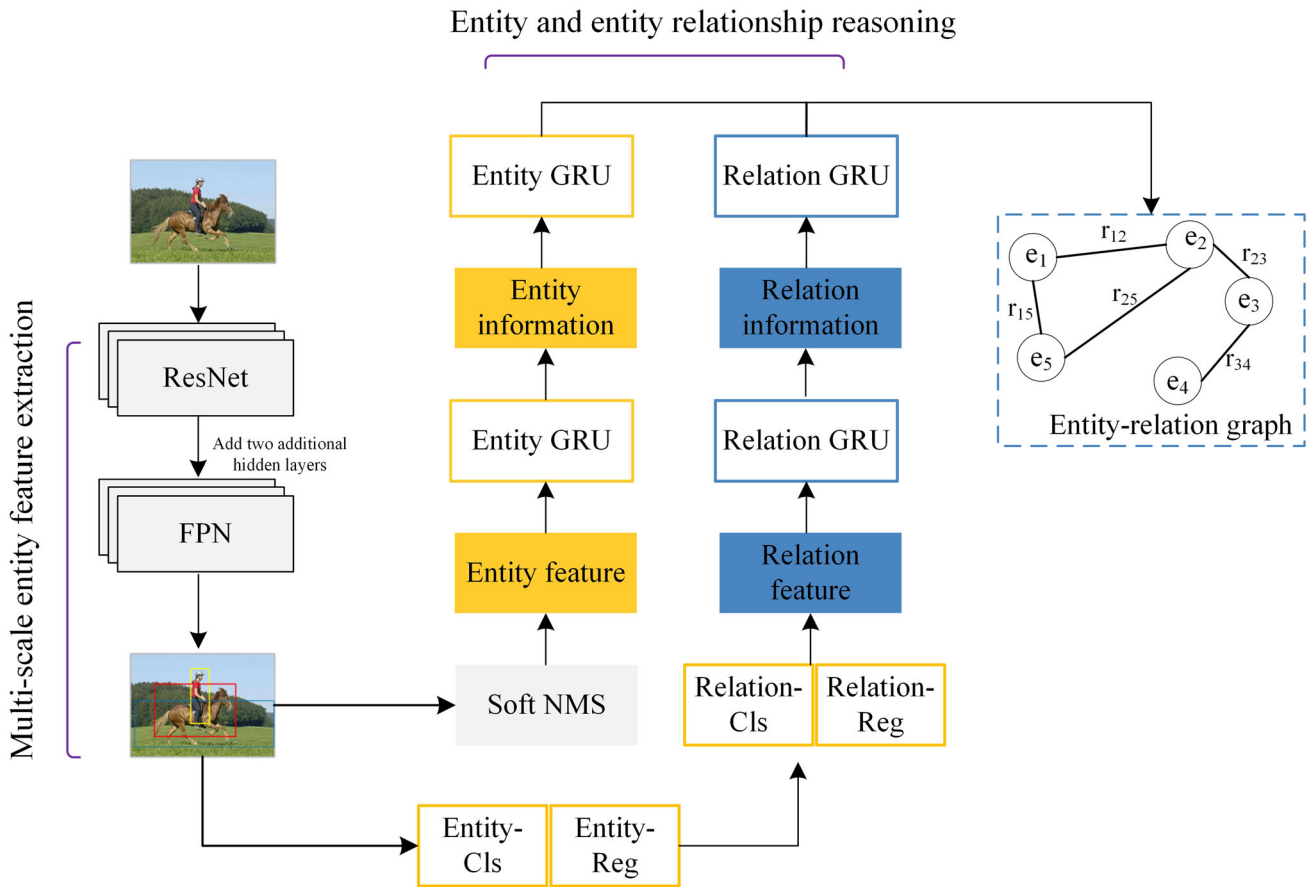 Entity and entity relationship reasoning
Multi-scale entity feature extraction
ResNet
Add two additional
hidden layers
FPN
Entity GRU
Entity
information
Entity GRU
Entity feature
Soft NMS
Relation GRU
Relation
information
Relation GRU
Relation
feature
Relation-
Cls
Relation-
Reg
Entity-
Cls
Entity-
Reg
e1
r12
e2
r23
e3
r15
r25
e5
e4
r34
Entity-relation graph